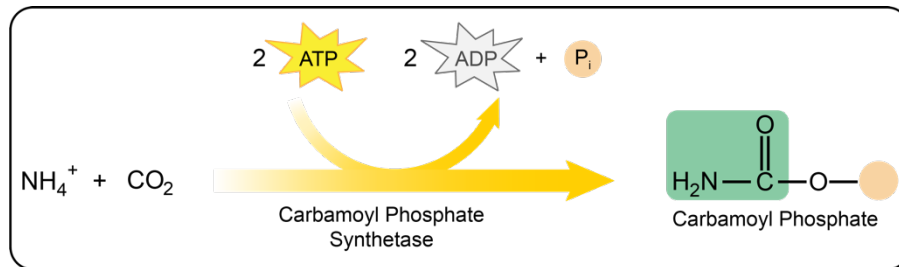 2 ATP 2 ADP + Pᵢ
NH₄⁺ + CO₂
Carbamoyl Phosphate
Synthetase
O
H₂N—C—O—
Carbamoyl Phosphate